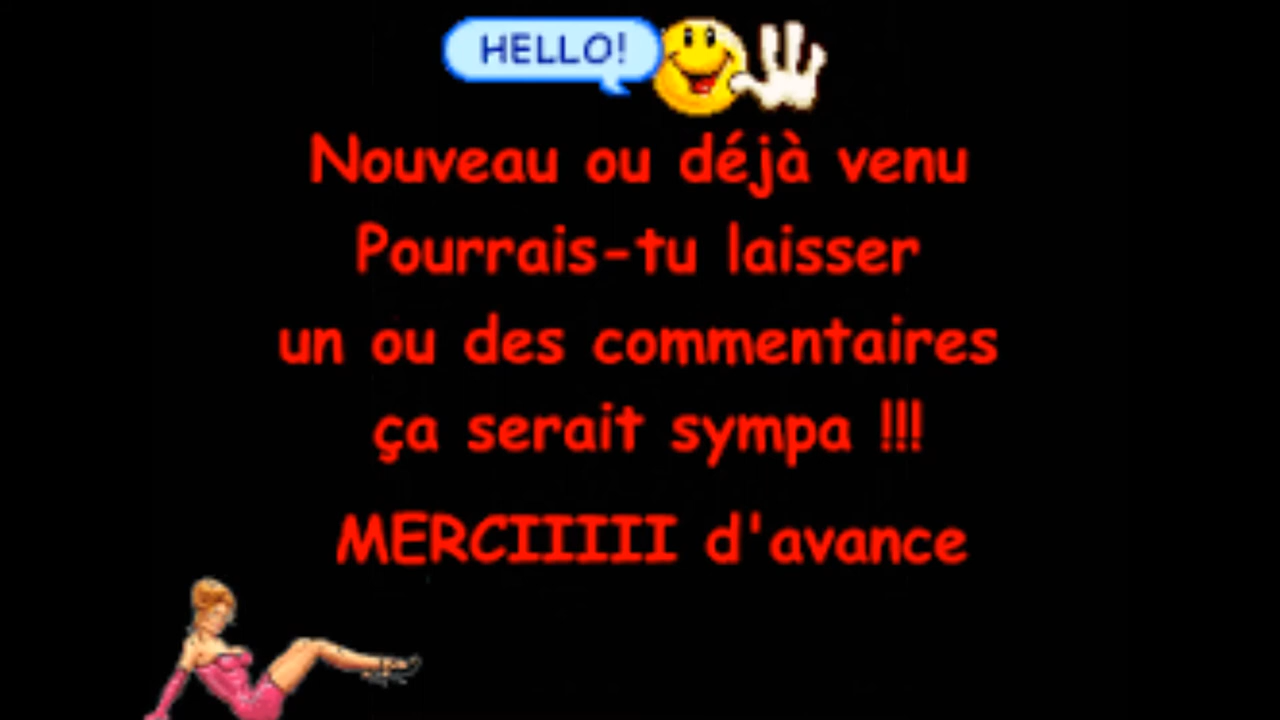 HELLO!
Nouveau ou déjà venu
Pourrais-tu laisser
un ou des commentaires
ça serait sympa !!!
MERCIIIII d'avance